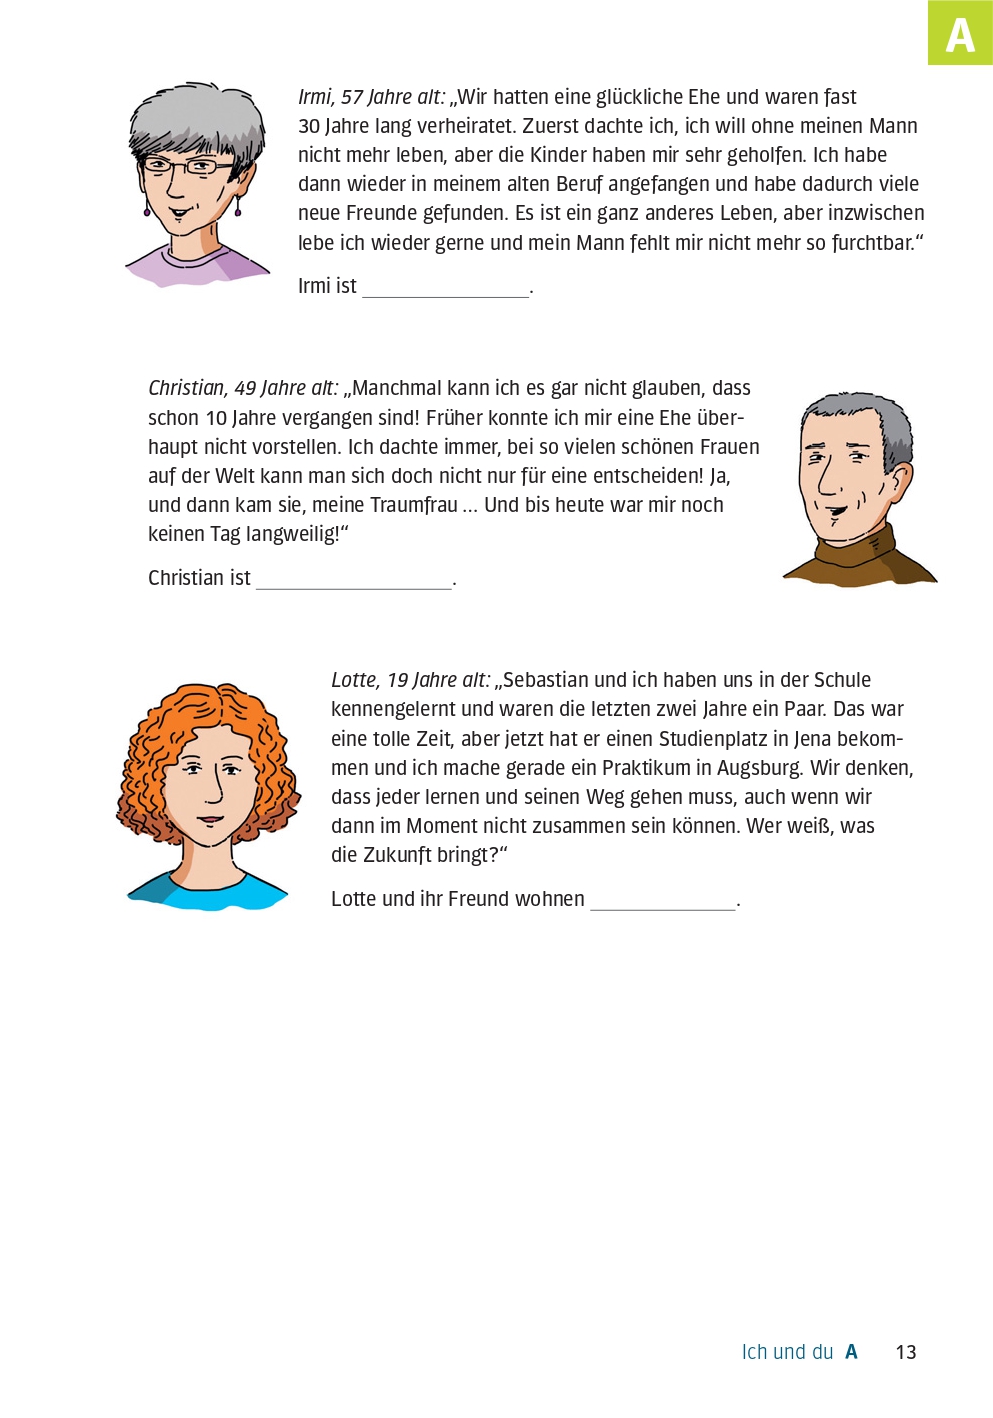 A
Irmi, 57 Jahre alt: „Wir hatten eine glückliche Ehe und waren fast
30 Jahre lang verheiratet. Zuerst dachte ich, ich will ohne meinen Mann
nicht mehr leben, aber die Kinder haben mir sehr geholfen. Ich habe
dann wieder in meinem alten Beruf angefangen und habe dadurch viele
neue Freunde gefunden. Es ist ein ganz anderes Leben, aber inzwischen
lebe ich wieder gerne und mein Mann fehlt mir nicht mehr so furchtbar.“
Irmi ist ________________.
Christian, 49 Jahre alt: „Manchmal kann ich es gar nicht glauben, dass
schon 10 Jahre vergangen sind! Früher konnte ich mir eine Ehe über-
haupt nicht vorstellen. Ich dachte immer, bei so vielen schönen Frauen
auf der Welt kann man sich doch nicht nur für eine entscheiden! Ja,
und dann kam sie, meine Traumfrau ... Und bis heute war mir noch
keinen Tag langweilig!“
Christian ist ___________________.
Lotte, 19 Jahre alt: „Sebastian und ich haben uns in der Schule
kennengelernt und waren die letzten zwei Jahre ein Paar. Das war
eine tolle Zeit, aber jetzt hat er einen Studienplatz in Jena bekom-
men und ich mache gerade ein Praktikum in Augsburg. Wir denken,
dass jeder lernen und seinen Weg gehen muss, auch wenn wir
dann im Moment nicht zusammen sein können. Wer weiß, was
die Zukunft bringt?“
Lotte und ihr Freund wohnen ______________.
Ich und du A 13